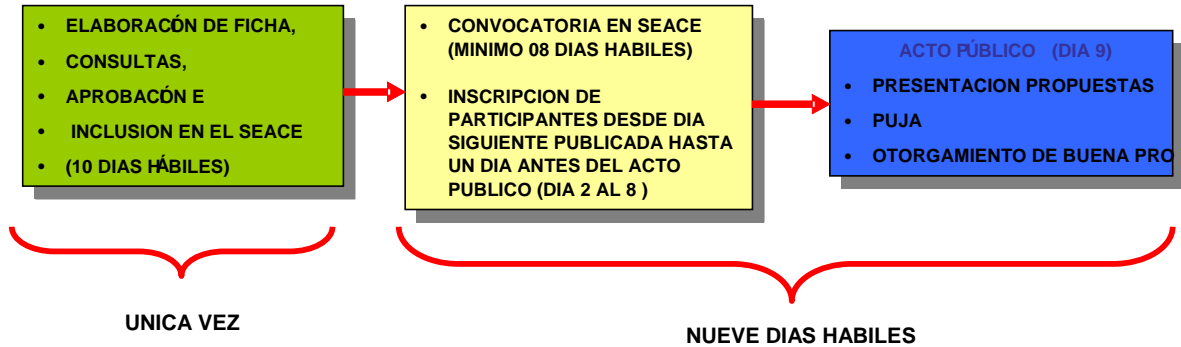 • ELABORACÓN DE FICHA,
• CONSULTAS,
• APROBACÓN E
• INCLUSION EN EL SEACE
• (10 DIAS HÁBILES)
• CONVOCATORIA EN SEACE
(MINIMO 08 DIAS HABILES)
• INSCRIPCION DE
PARTICIPANTES DESDE DIA
SIGUIENTE PUBLICADA HASTA
UN DIA ANTES DEL ACTO
PUBLICO (DIA 2 AL 8 )
ACTO PÚBLICO (DIA 9)
• PRESENTACION PROPUESTAS
• PUJA
• OTORGAMIENTO DE BUENA PRO
UNICA VEZ
NUEVE DIAS HABILES